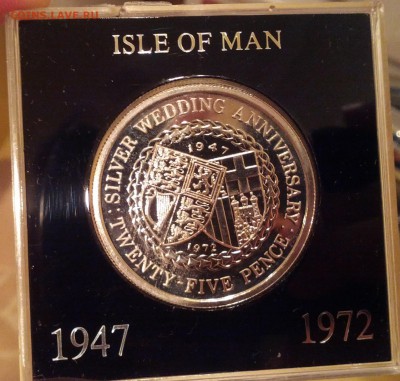 ISLE OF MAN
· SILVER WEDDING ANNIVERSARY ·
1947
1972
TWENTY-FIVE PENCE
1947 1972